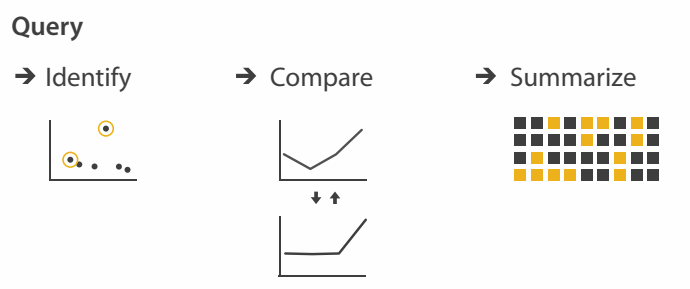 Query
➔ Identify
➔ Compare
➔ Summarize